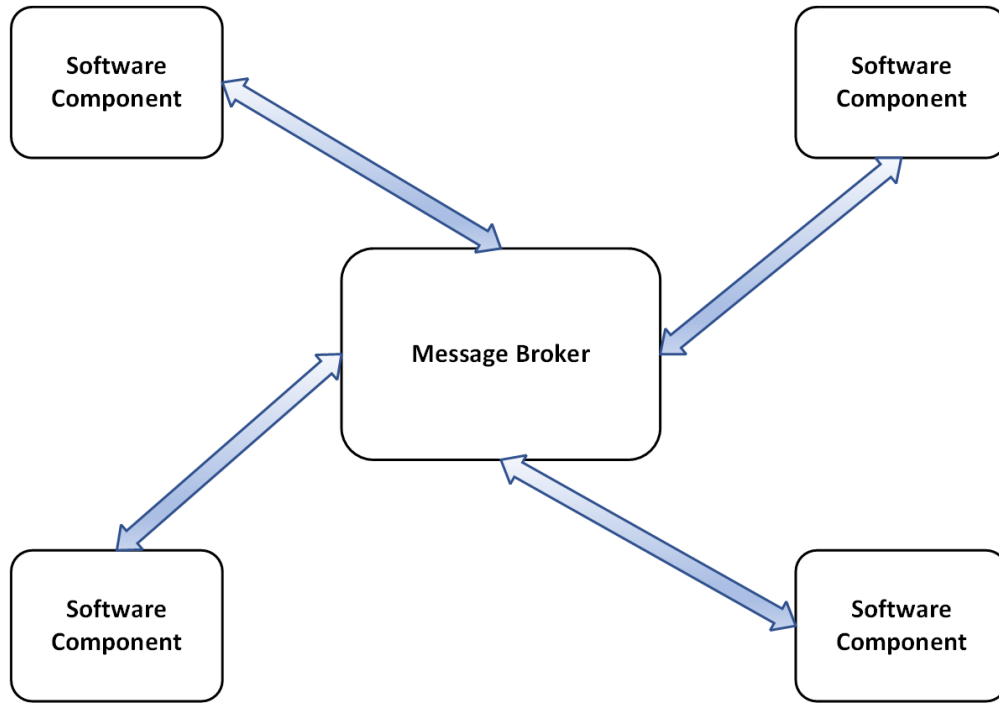 Software
Component
Software
Component
Message Broker
Software
Component
Software
Component